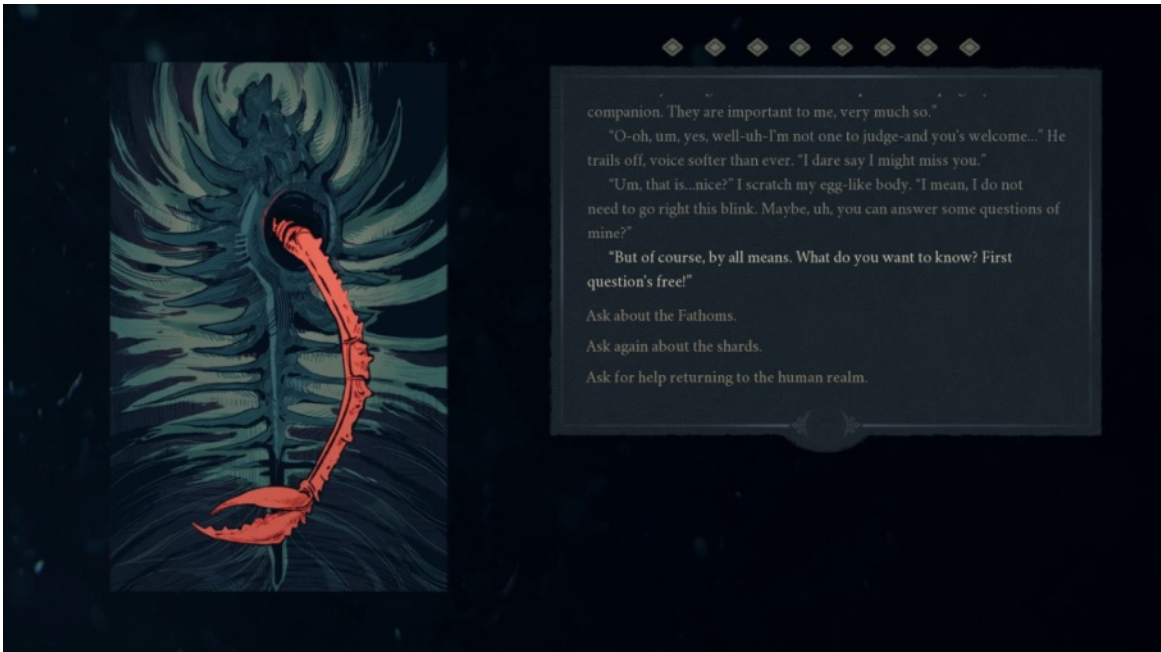 companion. They are important to me, very much so."
"O-oh, um, yes, well-uh-I'm not one to judge-and you's welcome..." He
trails off, voice softer than ever. "I dare say I might miss you."
"Um, that is...nice?" I scratch my egg-like body. "I mean, I do not
need to go right this blink. Maybe, uh, you can answer some questions of
mine?"
"But of course, by all means. What do you want to know? First
question's free!"
Ask about the Fathoms.
Ask again about the shards.
Ask for help returning to the human realm.